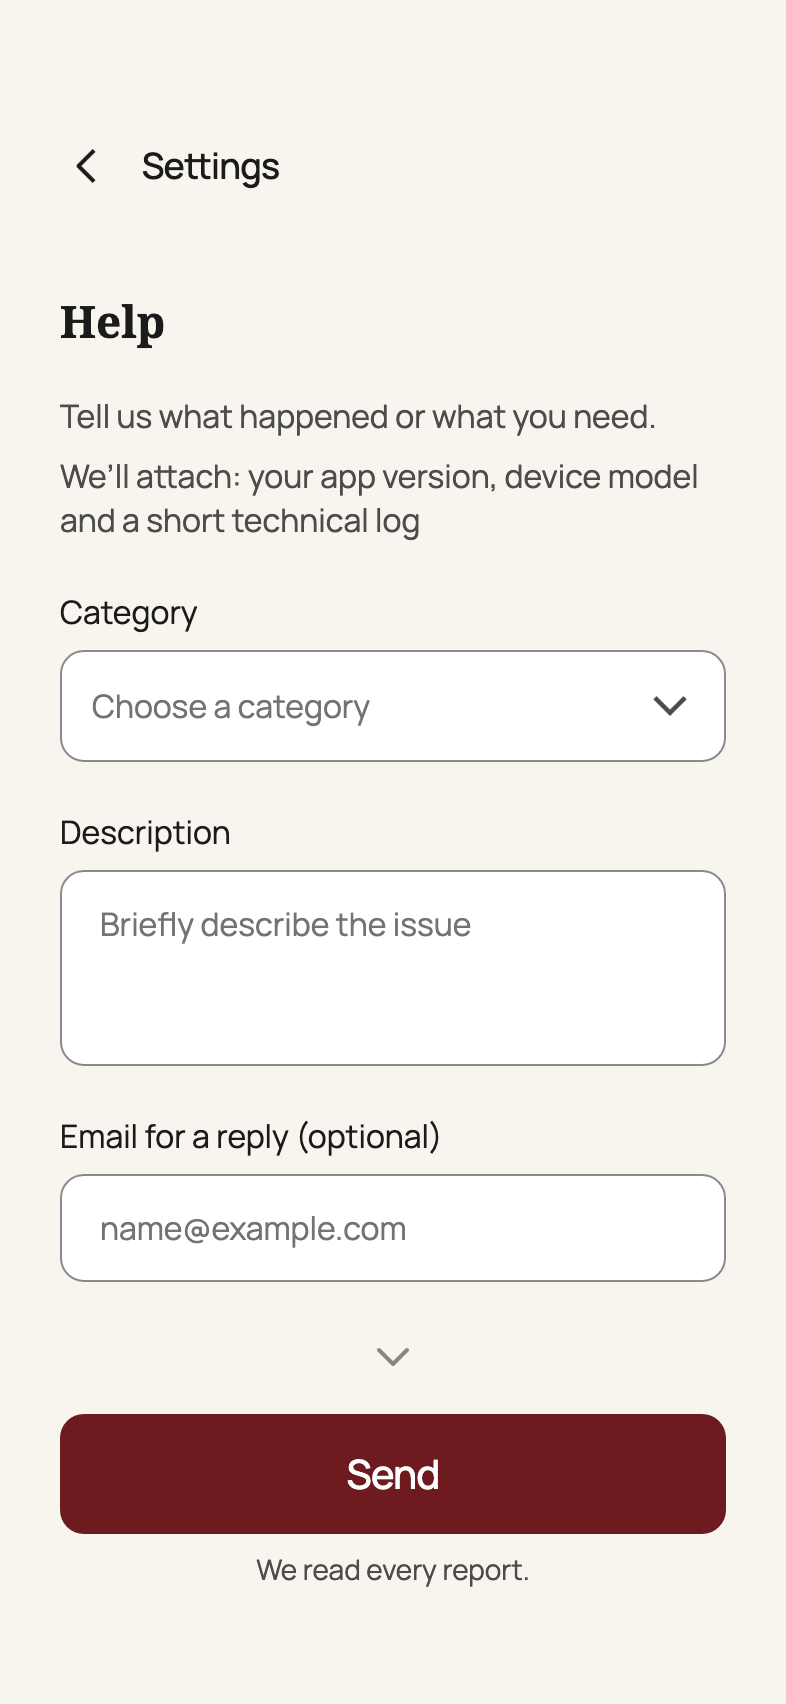 Settings
Help
Tell us what happened or what you need.
We’ll attach: your app version, device model
and a short technical log
Category
Choose a category
Description
Briefly describe the issue
Email for a reply (optional)
name@example.com
Send
We read every report.